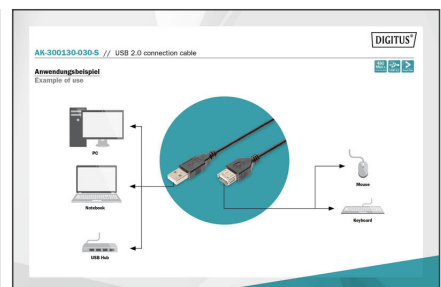 DIGITUS®
AK-300130-030-S // USB 2.0 connection cable
Anwendungsbeispiel
Example of use
PC
Notebook
USB Hub
Mouse
Keyboard